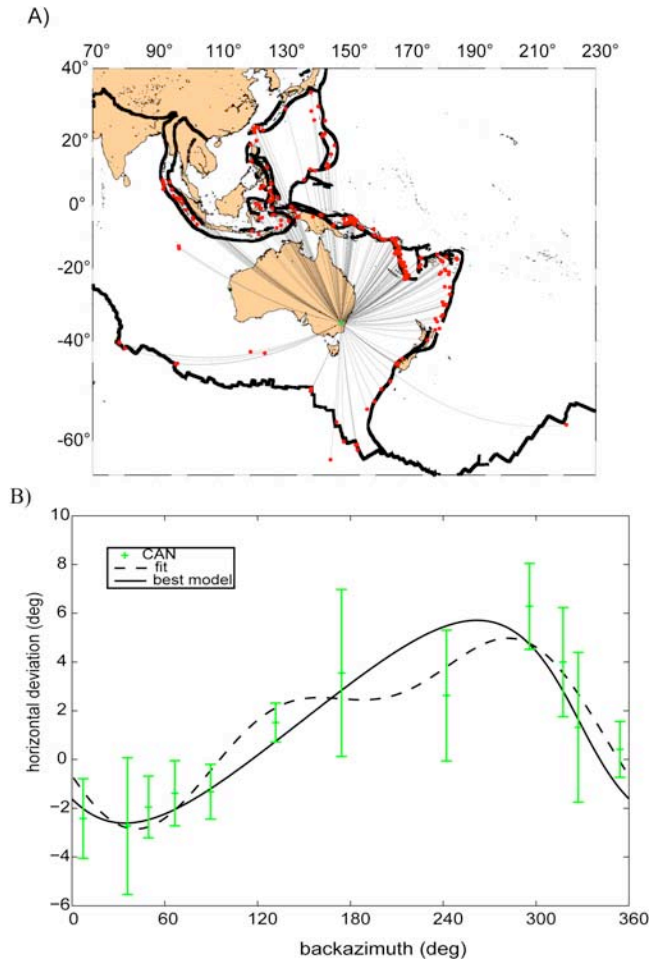 A)
70° 90° 110° 130° 150° 170° 190° 210° 230°
40°
20°
0°
-20°
-40°
-60°
B)
10
8
6
4
2
0
−2
−4
−6
horizontal deviation (deg)
CAN
fit
best model
0 60 120 180 240 300 360
backazimuth (deg)